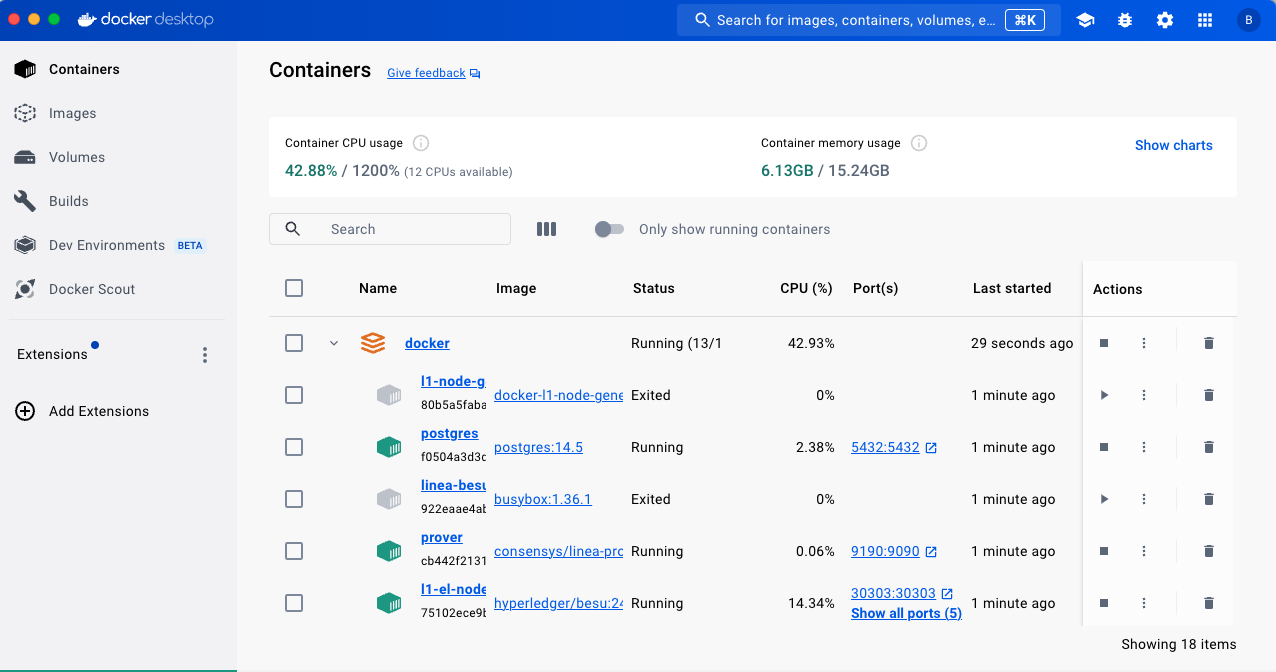 docker desktop
Search for images, containers, volumes, e...
⌘K
B
Containers
Images
Volumes
Builds
Dev Environments BETA
Docker Scout
Extensions
Add Extensions
Containers Give feedback
Container CPU usage
42.88% / 1200% (12 CPUs available)
Container memory usage
6.13GB / 15.24GB
Show charts
Search
Only show running containers
Name Image Status CPU (%) Port(s) Last started Actions
docker Running (13/1 42.93% 29 seconds ago
l1-node-g
80b5a5faba
docker-l1-node-gene Exited 0% 1 minute ago
postgres
f0504a3d3c
postgres:14.5 Running 2.38% 5432:5432 1 minute ago
linea-besu
922eaae4ab
busybox:1.36.1 Exited 0% 1 minute ago
prover
cb442f2131
consensys/linea-pro Running 0.06% 9190:9090 1 minute ago
l1-el-node
75102ece9b
hyperledger/besu:24 Running 14.34% 30303:30303 1 minute ago
Show all ports (5)
Showing 18 items